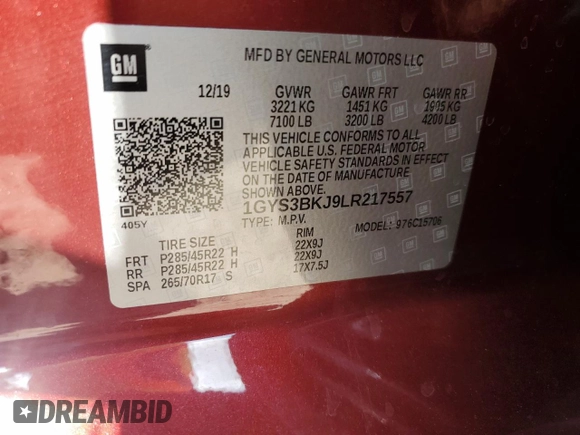 GM
MFD BY GENERAL MOTORS LLC
12/19 GVWR GAWR FRT GAWR RR
3221 KG 1451 KG 1905 KG
7100 LB 3200 LB 4200 LB
THIS VEHICLE CONFORMS TO ALL
APPLICABLE U.S. FEDERAL MOTOR
VEHICLE SAFETY STANDARDS IN EFFECT
ON THE DATE OF MANUFACTURE
SHOWN ABOVE.
405Y
1GYS3BKJ9LR217557
TYPE: M.P.V. MODEL: 976C15706
TIRE SIZE RIM
FRT P285/45R22 H 22X9J
RR P285/45R22 H 22X9J
SPA 265/70R17 S 17X7.5J
DREAMBID